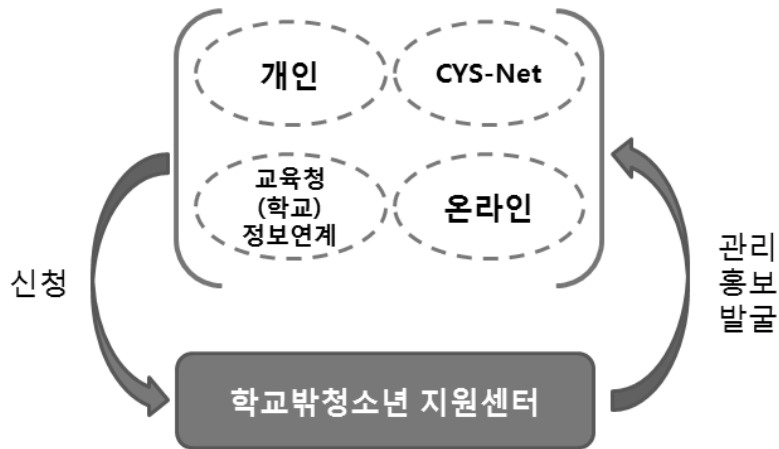 개인
CYS-Net
교육청
(학교)
정보연계
온라인
신청
관리
홍보
발굴
학교밖청소년 지원센터